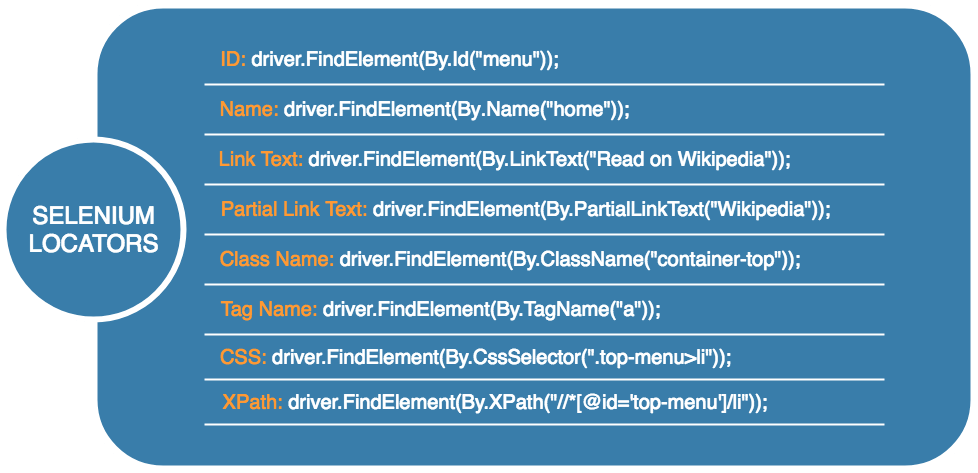 SELENIUM
LOCATORS
ID: driver.FindElement(By.Id("menu"));
Name: driver.FindElement(By.Name("home"));
Link Text: driver.FindElement(By.LinkText("Read on Wikipedia"));
Partial Link Text: driver.FindElement(By.PartialLinkText("Wikipedia"));
Class Name: driver.FindElement(By.ClassName("container-top"));
Tag Name: driver.FindElement(By.TagName("a"));
CSS: driver.FindElement(By.CssSelector(".top-menu>li"));
XPath: driver.FindElement(By.XPath("//*[@id='top-menu']/li"));